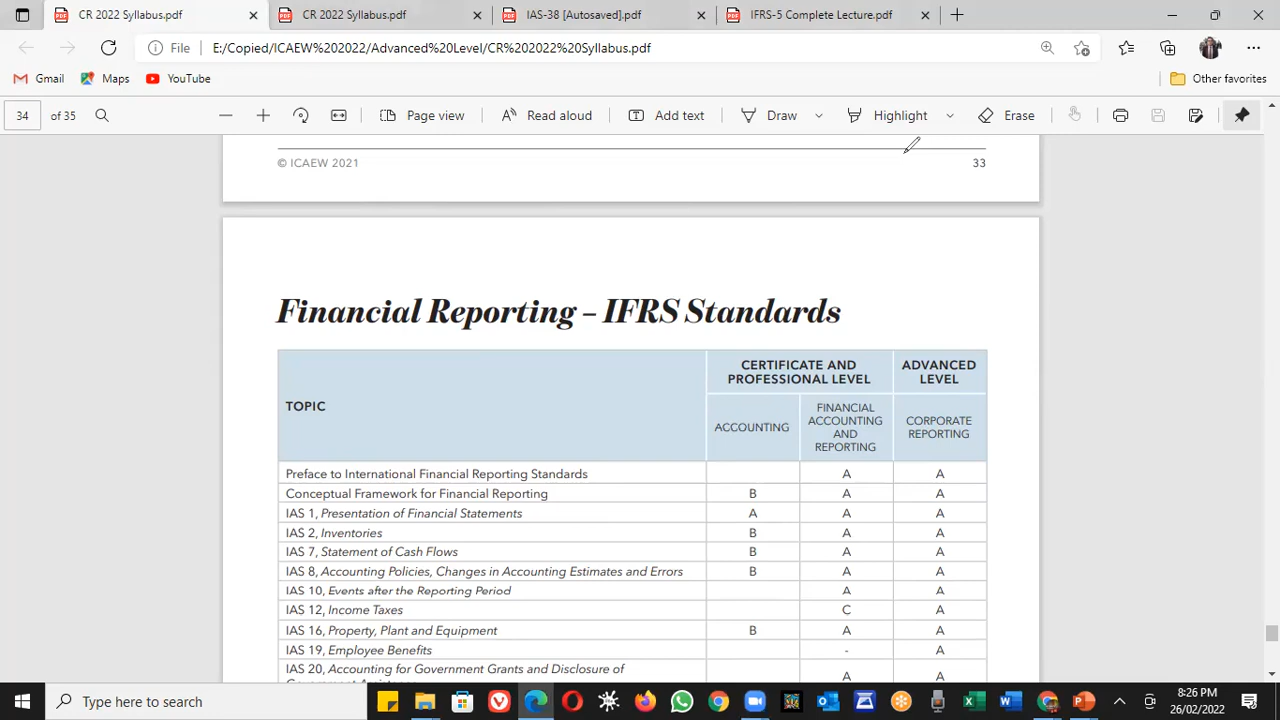 CR 2022 Syllabus.pdf
CR 2022 Syllabus.pdf
IAS-38 [Autosaved].pdf
IFRS-5 Complete Lecture.pdf
File E:/Copied/ICAEW%202022/Advanced%20Level/CR%202022%20Syllabus.pdf
Gmail Maps YouTube Other favorites
34 of 35 Page view Read aloud Add text Draw Highlight Erase
© ICAEW 2021 33
Financial Reporting – IFRS Standards
TOPIC
CERTIFICATE AND PROFESSIONAL LEVEL
ADVANCED LEVEL
ACCOUNTING
FINANCIAL ACCOUNTING AND REPORTING
CORPORATE REPORTING
Preface to International Financial Reporting Standards A A
Conceptual Framework for Financial Reporting B A A
IAS 1, Presentation of Financial Statements A A A
IAS 2, Inventories B A A
IAS 7, Statement of Cash Flows B A A
IAS 8, Accounting Policies, Changes in Accounting Estimates and Errors B A A
IAS 10, Events after the Reporting Period A A
IAS 12, Income Taxes C A
IAS 16, Property, Plant and Equipment B A A
IAS 19, Employee Benefits - A
IAS 20, Accounting for Government Grants and Disclosure of A A
Type here to search
8:26 PM
26/02/2022